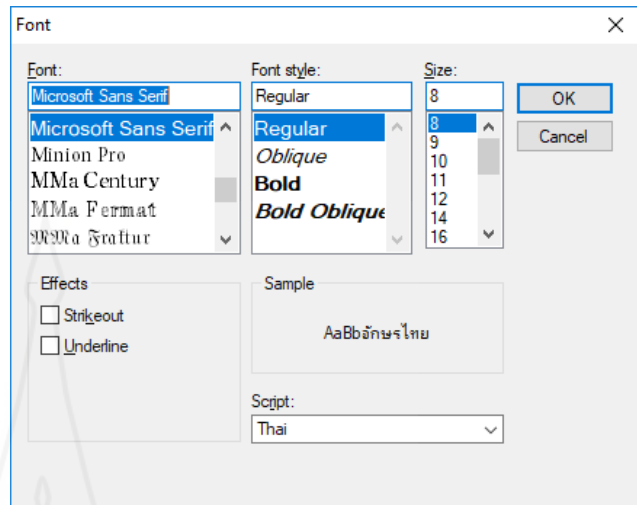 Font
Font:
Microsoft Sans Serif
Microsoft Sans Serif
Minion Pro
MMa Century
MMa Fermat
MMa Fraktur
Font style:
Regular
Regular
Oblique
Bold
Bold Oblique
Size:
8
8
9
10
11
12
14
16
OK
Cancel
Effects
Strikeout
Underline
Sample
AaBbอักษรไทย
Script:
Thai